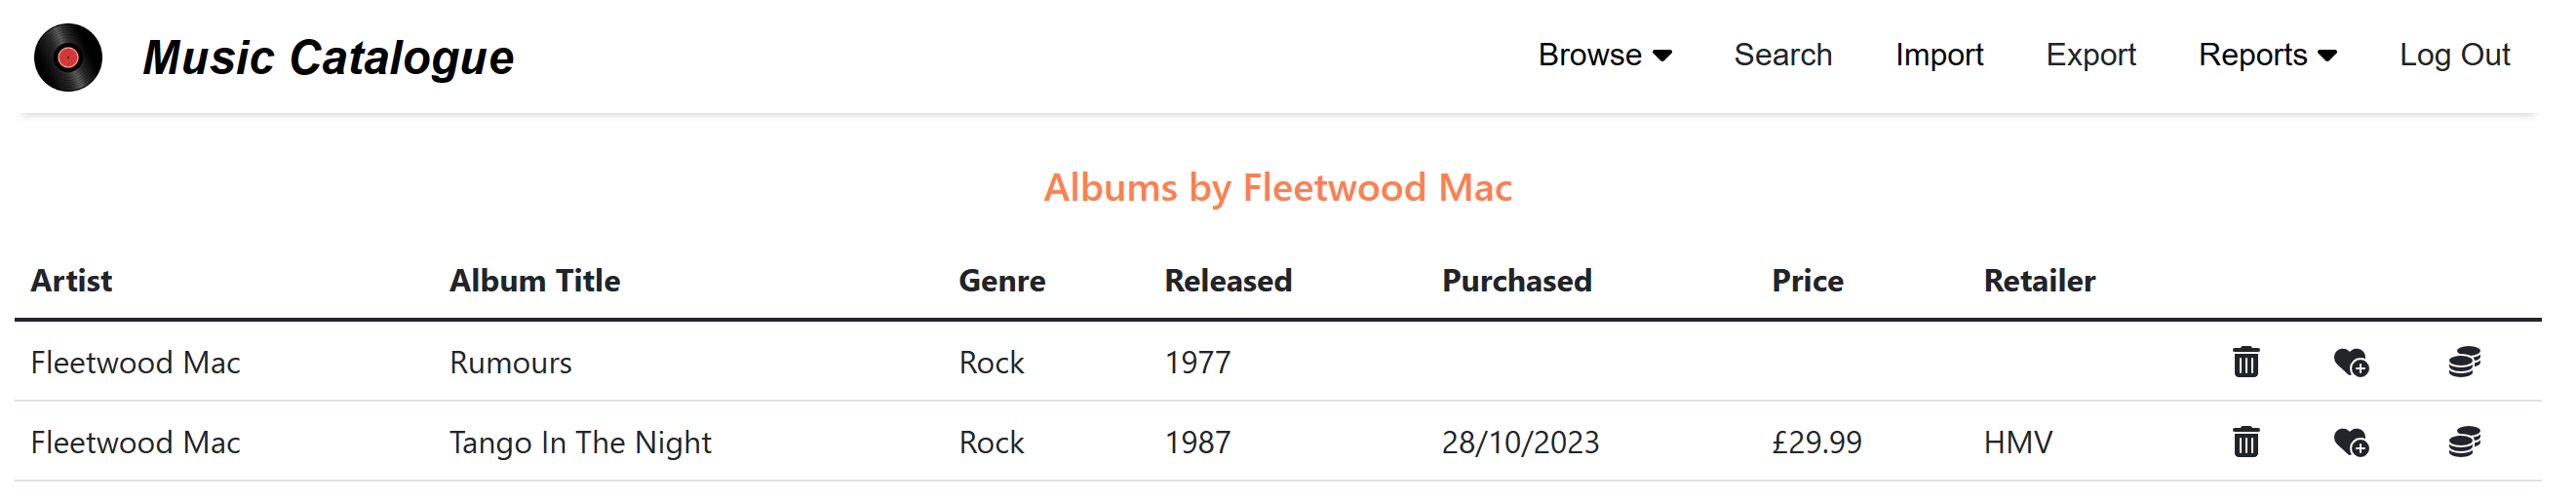 Music Catalogue Browse Search Import Export Reports Log Out
Albums by Fleetwood Mac
Artist Album Title Genre Released Purchased Price Retailer
Fleetwood Mac Rumours Rock 1977
Fleetwood Mac Tango In The Night Rock 1987 28/10/2023 £29.99 HMV